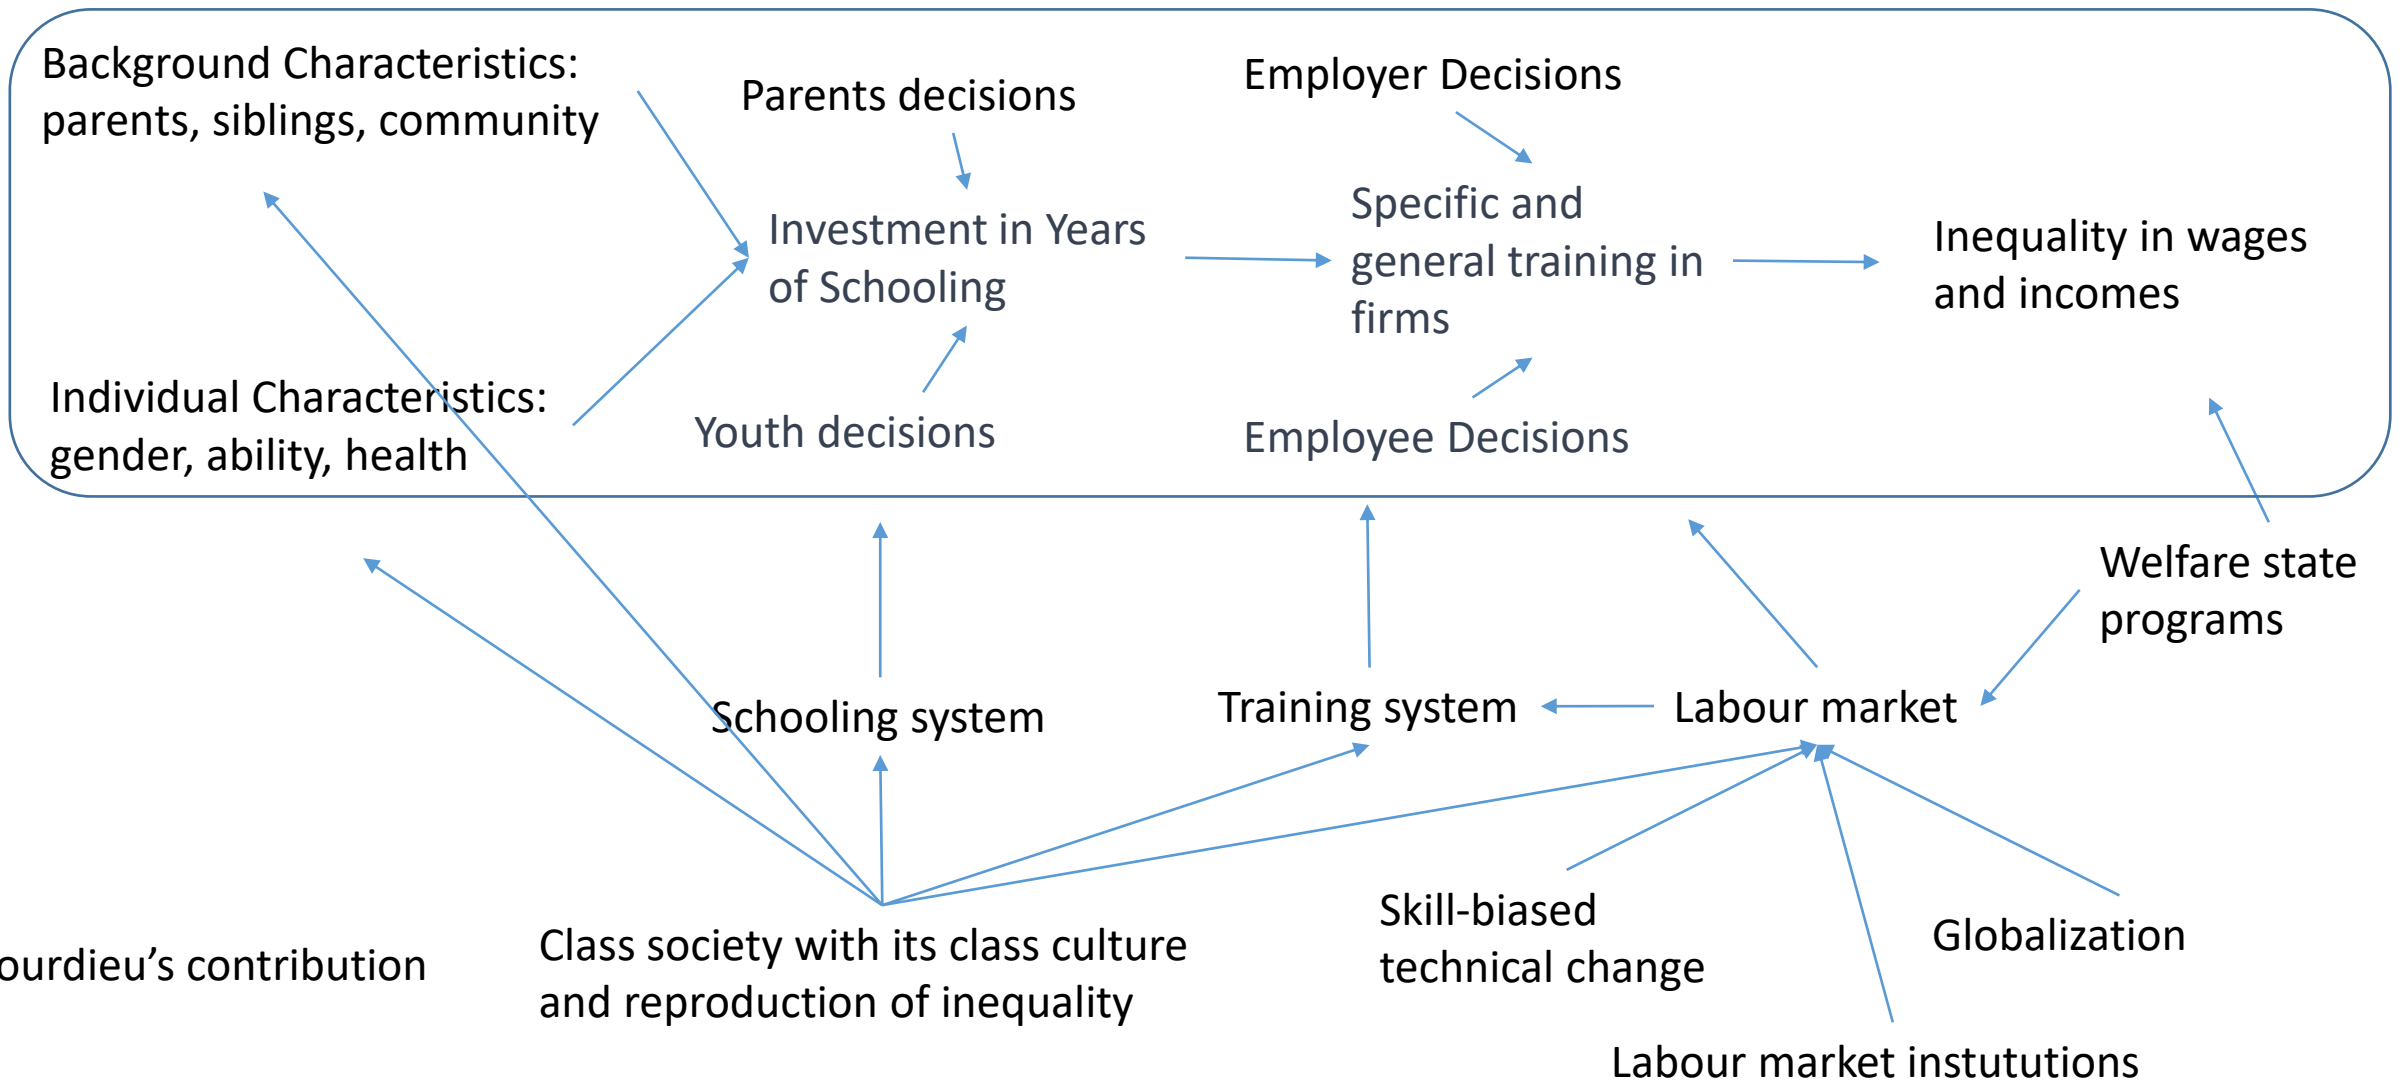 Background Characteristics:
parents, siblings, community
Parents decisions
Employer Decisions
Investment in Years
of Schooling
Specific and
general training in
firms
Inequality in wages
and incomes
Individual Characteristics:
gender, ability, health
Youth decisions
Employee Decisions
Welfare state
programs
Schooling system
Training system
Labour market
ourdieu’s contribution
Class society with its class culture
and reproduction of inequality
Skill-biased
technical change
Globalization
Labour market instutuitions